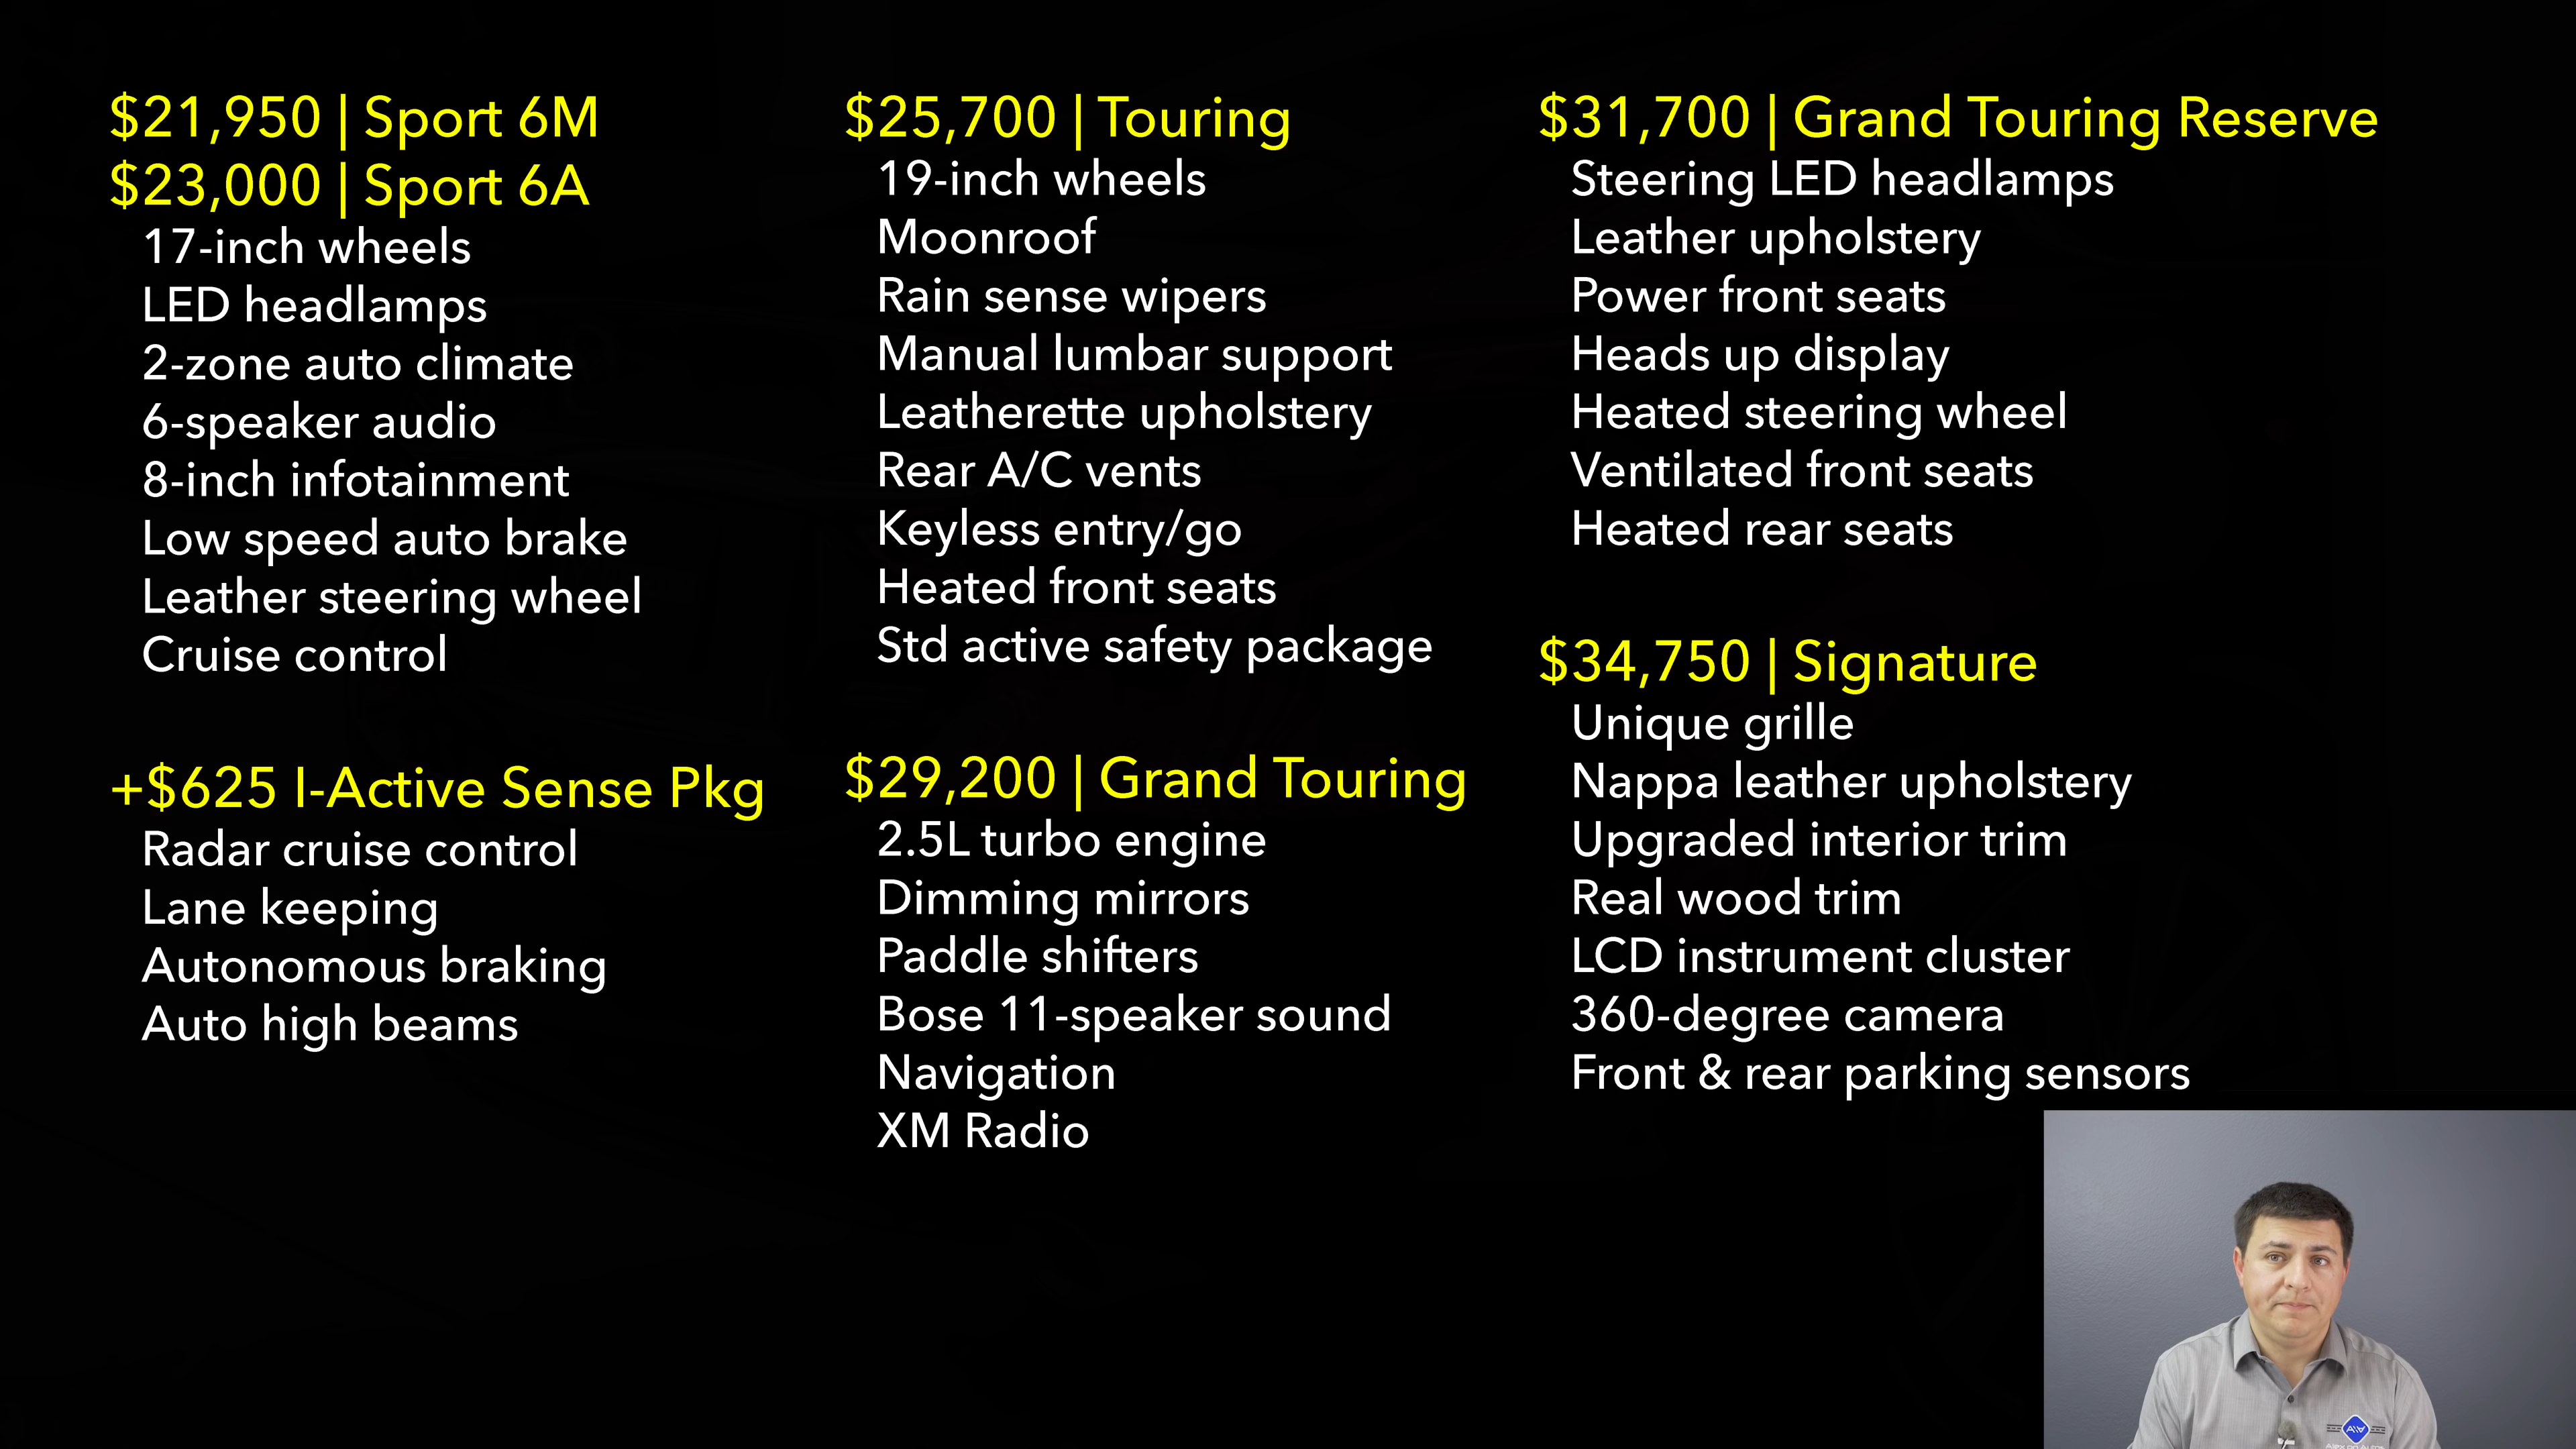 $21,950 | Sport 6M
$23,000 | Sport 6A
17-inch wheels
LED headlamps
2-zone auto climate
6-speaker audio
8-inch infotainment
Low speed auto brake
Leather steering wheel
Cruise control
+$625 I-Active Sense Pkg
Radar cruise control
Lane keeping
Autonomous braking
Auto high beams
$25,700 | Touring
19-inch wheels
Moonroof
Rain sense wipers
Manual lumbar support
Leatherette upholstery
Rear A/C vents
Keyless entry/go
Heated front seats
Std active safety package
$29,200 | Grand Touring
2.5L turbo engine
Dimming mirrors
Paddle shifters
Bose 11-speaker sound
Navigation
XM Radio
$31,700 | Grand Touring Reserve
Steering LED headlamps
Leather upholstery
Power front seats
Heads up display
Heated steering wheel
Ventilated front seats
Heated rear seats
$34,750 | Signature
Unique grille
Nappa leather upholstery
Upgraded interior trim
Real wood trim
LCD instrument cluster
360-degree camera
Front & rear parking sensors